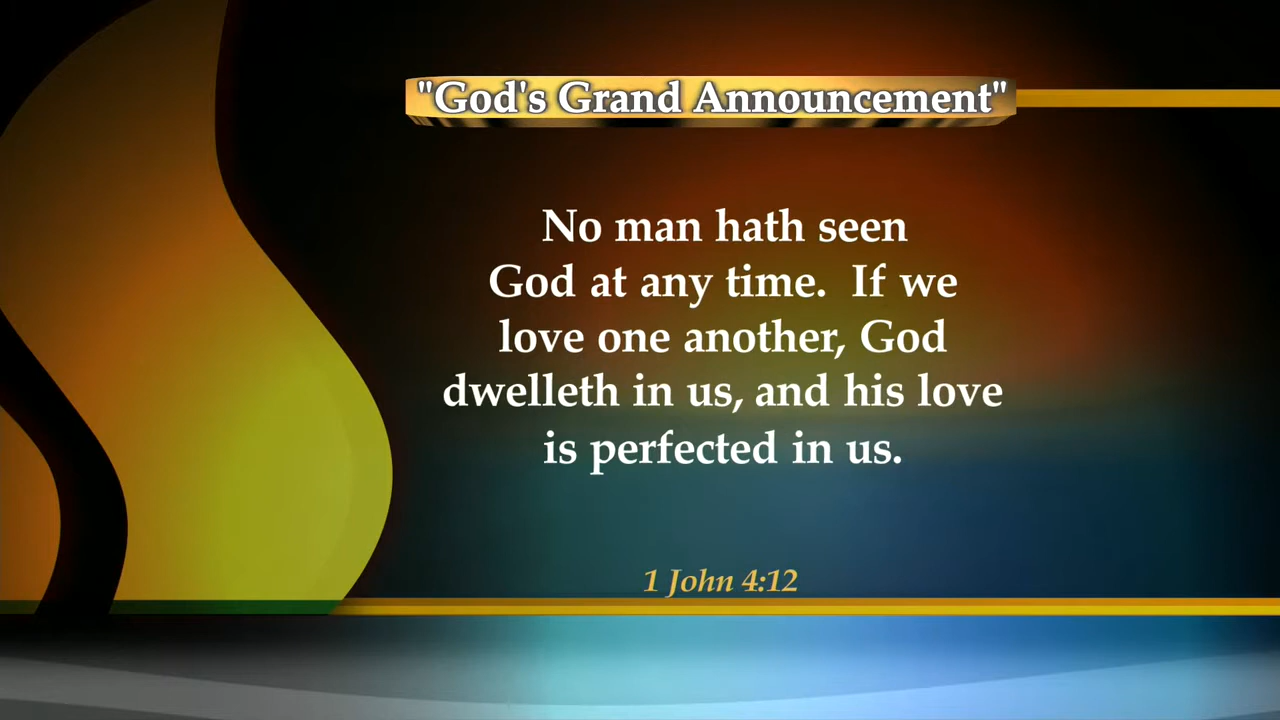 "God's Grand Announcement"
No man hath seen
God at any time.  If we
love one another, God
dwelleth in us, and his love
is perfected in us.
1 John 4:12